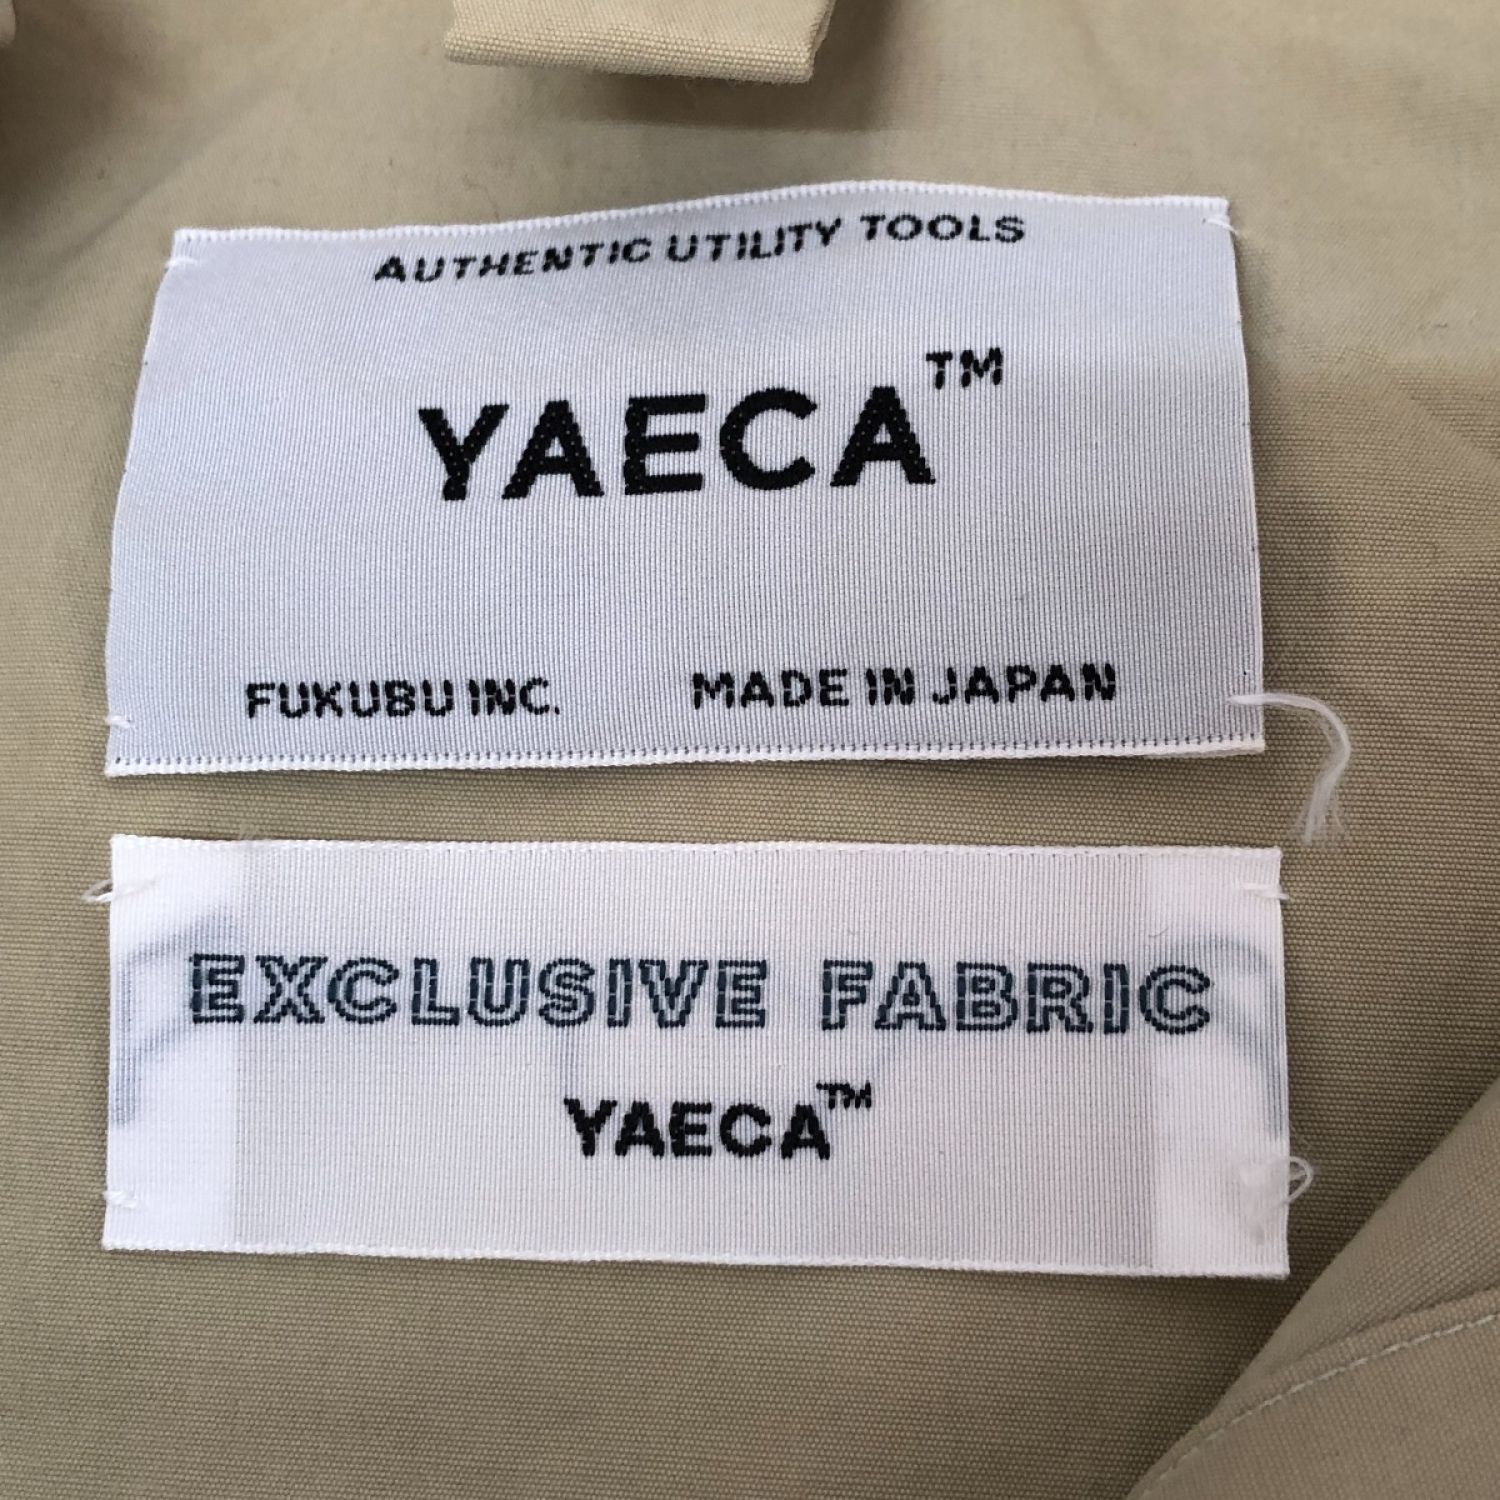 AUTHENTIC UTILITY TOOLS
YAECA™
FUKUBU INC. MADE IN JAPAN
EXCLUSIVE FABRIC
YAECA™